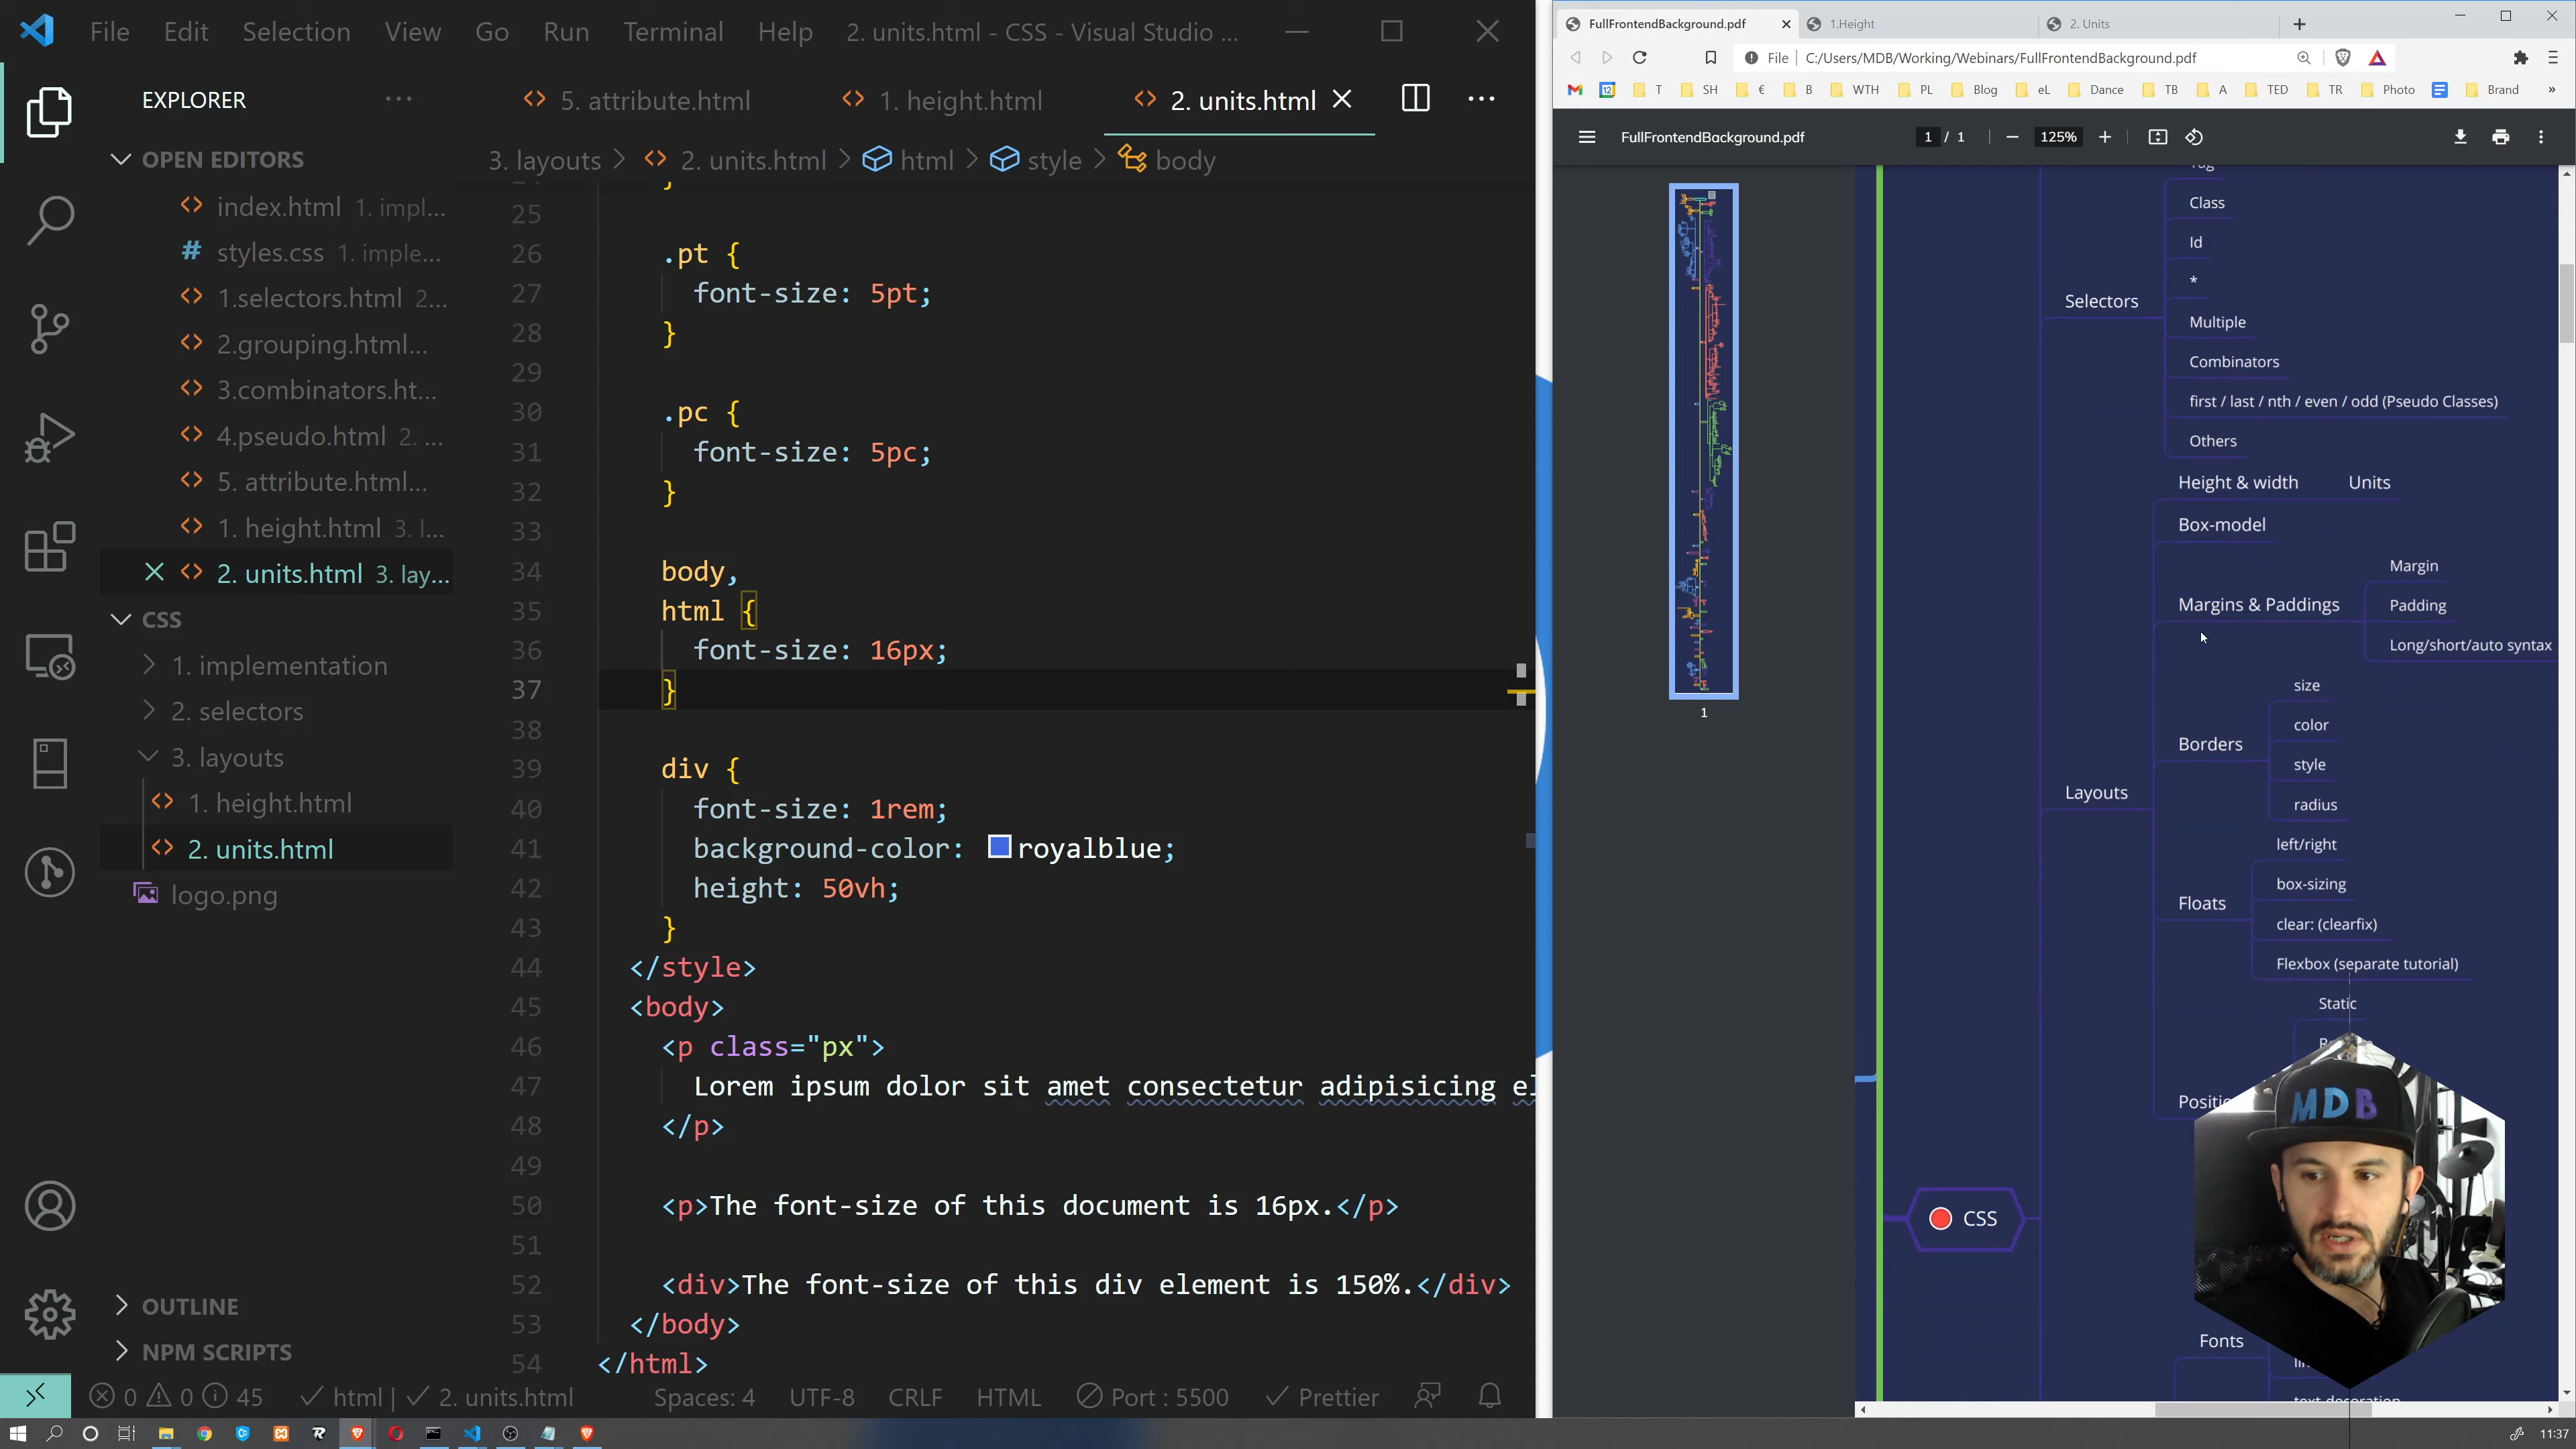 File Edit Selection View Go Run Terminal Help 2. units.html - CSS - Visual Studio ...
EXPLORER
5. attribute.html
1. height.html
2. units.html
3. layouts > 2. units.html > html > style > body
OPEN EDITORS
index.html 1. impl...
styles.css 1. imple...
1.selectors.html 2...
2.grouping.html...
3.combinators.ht...
4.pseudo.html 2. ...
5. attribute.html...
1. height.html 3. l...
2. units.html 3. lay...
CSS
1. implementation
2. selectors
3. layouts
1. height.html
2. units.html
logo.png
OUTLINE
NPM SCRIPTS
25
26 .pt {
27 font-size: 5pt;
28 }
29
30 .pc {
31 font-size: 5pc;
32 }
33
34 body,
35 html {
36 font-size: 16px;
37 }
38
39 div {
40 font-size: 1rem;
41 background-color: royalblue;
42 height: 50vh;
43 }
44 </style>
45 <body>
46 <p class="px">
47 Lorem ipsum dolor sit amet consectetur adipisicing el
48 </p>
49
50 <p>The font-size of this document is 16px.</p>
51
52 <div>The font-size of this div element is 150%.</div>
53 </body>
54 </html>
0 0 45 html | 2. units.html Spaces: 4 UTF-8 CRLF HTML Port : 5500 Prettier
FullFrontendBackground.pdf
1.Height
2. Units
File C:/Users/MDB/Working/Webinars/FullFrontendBackground.pdf
12 T SH € B WTH PL Blog eL Dance TB A TED TR Photo Brand »
FullFrontendBackground.pdf 1 / 1 125%
1
Class
Id
*
Selectors
Multiple
Combinators
first / last / nth / even / odd (Pseudo Classes)
Others
Height & width Units
Box-model
Margin
Margins & Paddings
Padding
Long/short/auto syntax
size
color
Borders
style
radius
Layouts
left/right
box-sizing
Floats
clear: (clearfix)
Flexbox (separate tutorial)
Static
MDB
CSS
Fonts
11:37